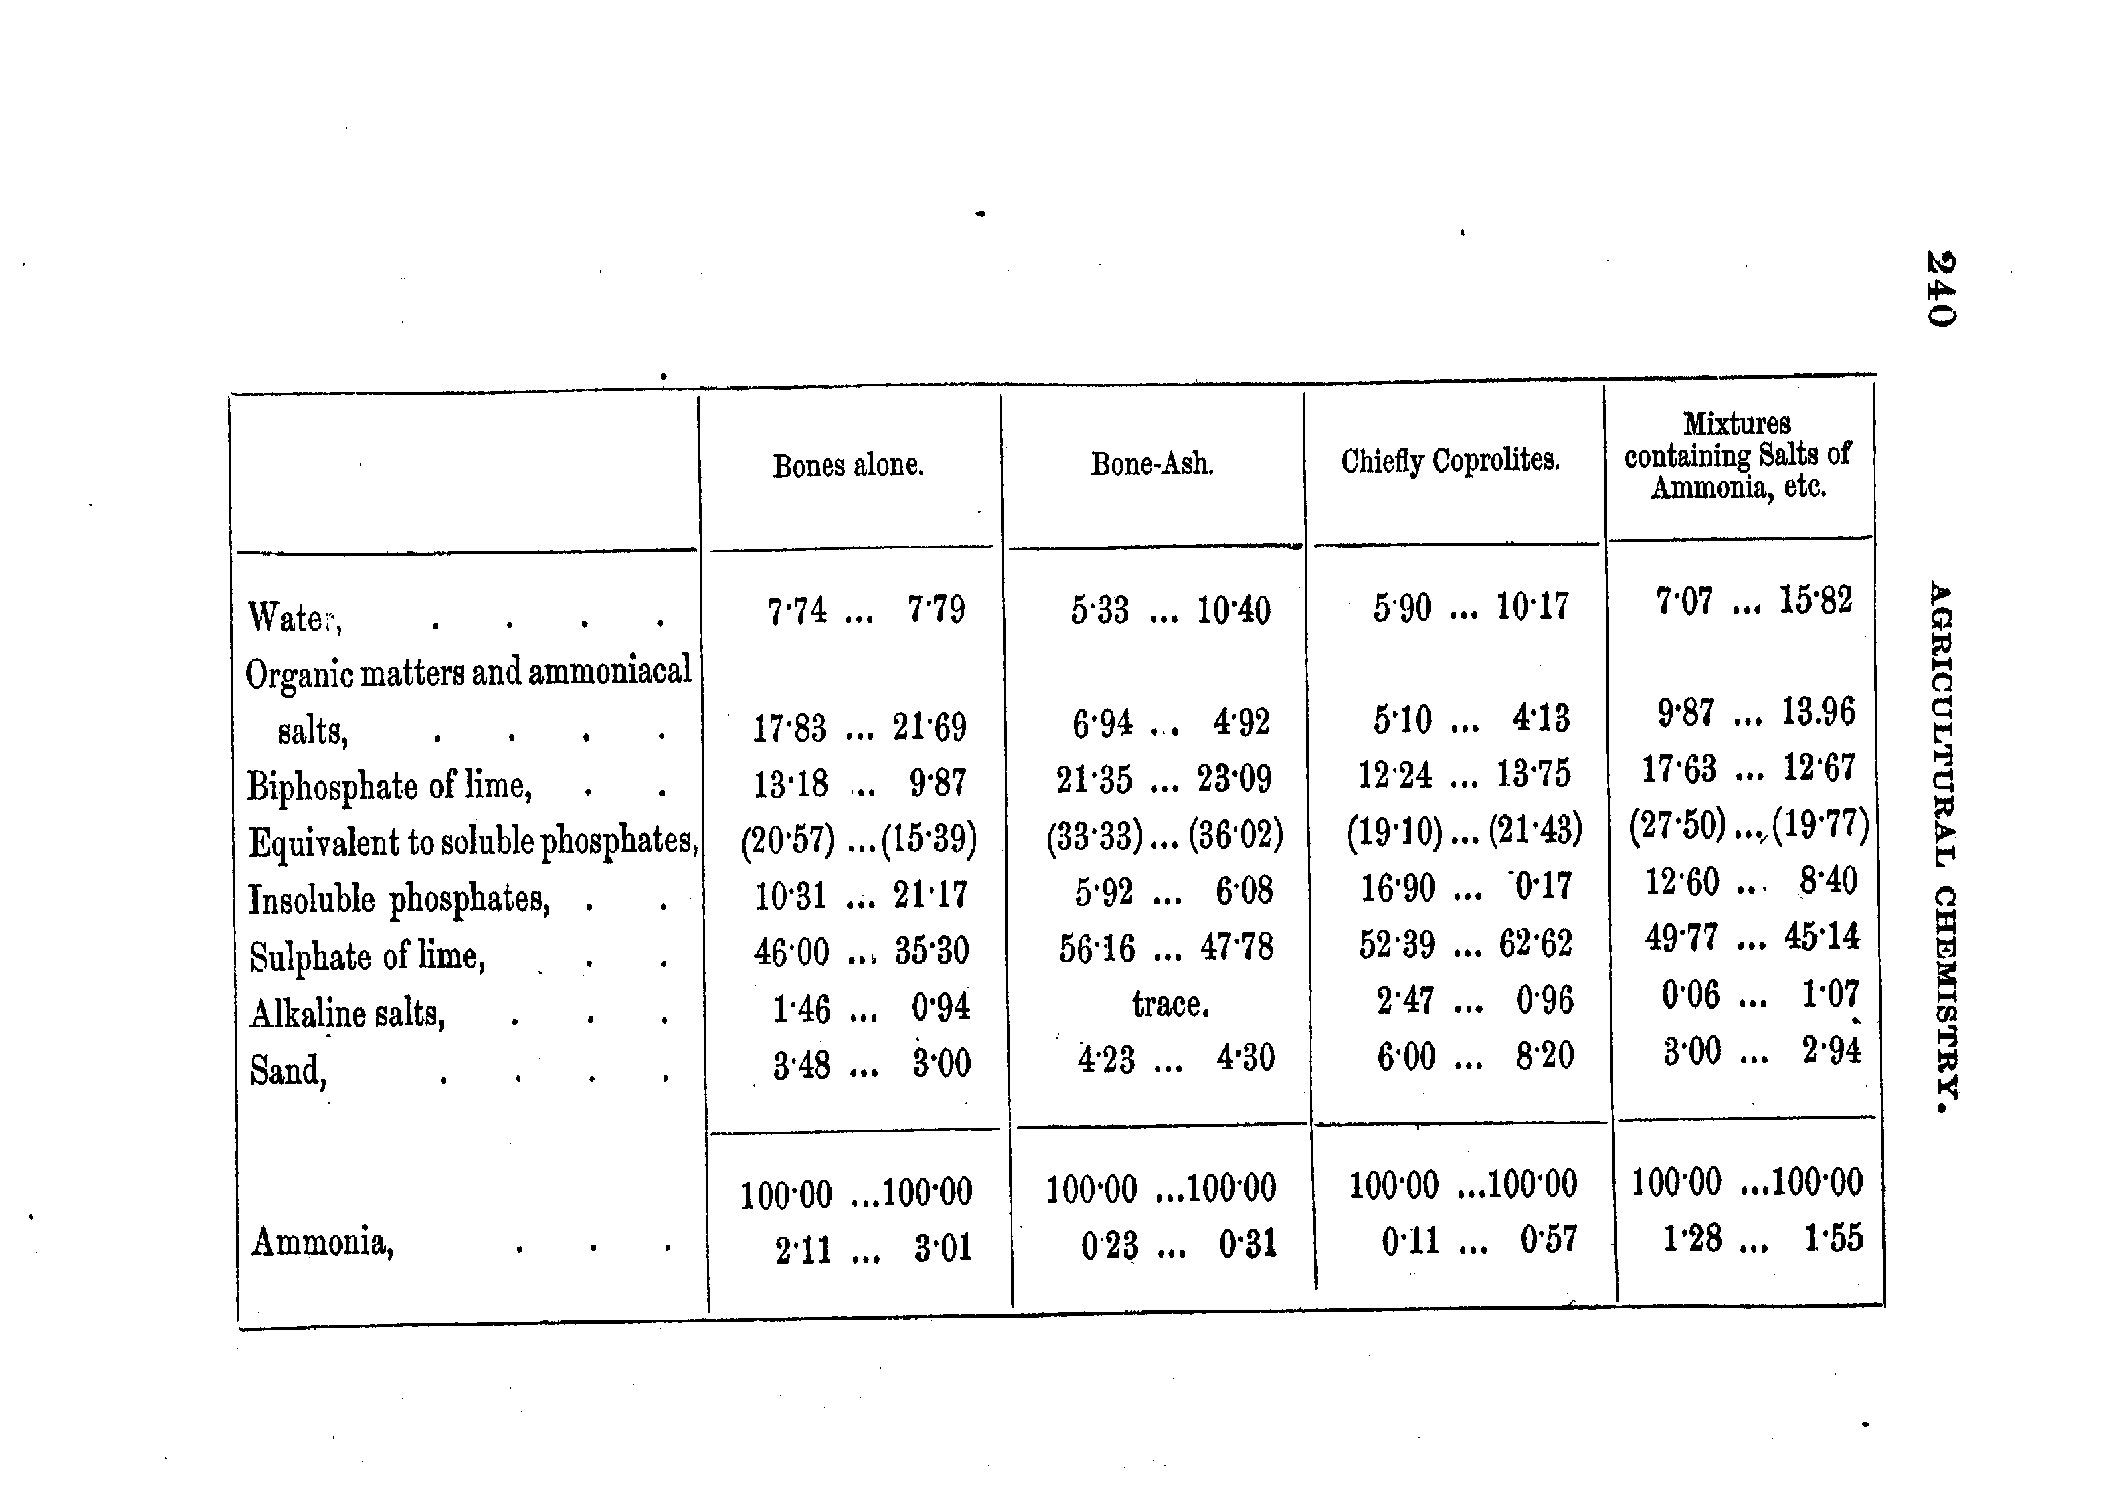 240 AGRICULTURAL CHEMISTRY.
Bones alone. Bone-Ash. Chiefly Coprolites. Mixtures containing Salts of Ammonia, etc.
Water, . . . . 7·74 ... 7·79 5·33 ... 10·40 5·90 ... 10·17 7·07 ... 15·82
Organic matters and ammoniacal
salts, . . . . 17·83 ... 21·69 6·94 ... 4·92 5·10 ... 4·13 9·87 ... 13.96
Biphosphate of lime, . . 13·18 ... 9·87 21·35 ... 23·09 12·24 ... 13·75 17·63 ... 12·67
Equivalent to soluble phosphates, (20·57) ...(15·39) (33·33)... (36·02) (19·10)... (21·43) (27·50) ...(19·77)
Insoluble phosphates, . . 10·31 ... 21·17 5·92 ... 6·08 16·90 ... 0·17 12·60 ... 8·40
Sulphate of lime, . . . 46·00 ... 35·30 56·16 ... 47·78 52·39 ... 62·62 49·77 ... 45·14
Alkaline salts, . . . 1·46 ... 0·94 trace. 2·47 ... 0·96 0·06 ... 1·07
Sand, . . . . 3·48 ... 3·00 4·23 ... 4·30 6·00 ... 8·20 3·00 ... 2·94
100·00 ...100·00 100·00 ...100·00 100·00 ...100·00 100·00 ...100·00
Ammonia, . . . 2·11 ... 3·01 0·23 ... 0·31 0·11 ... 0·57 1·28 ... 1·55